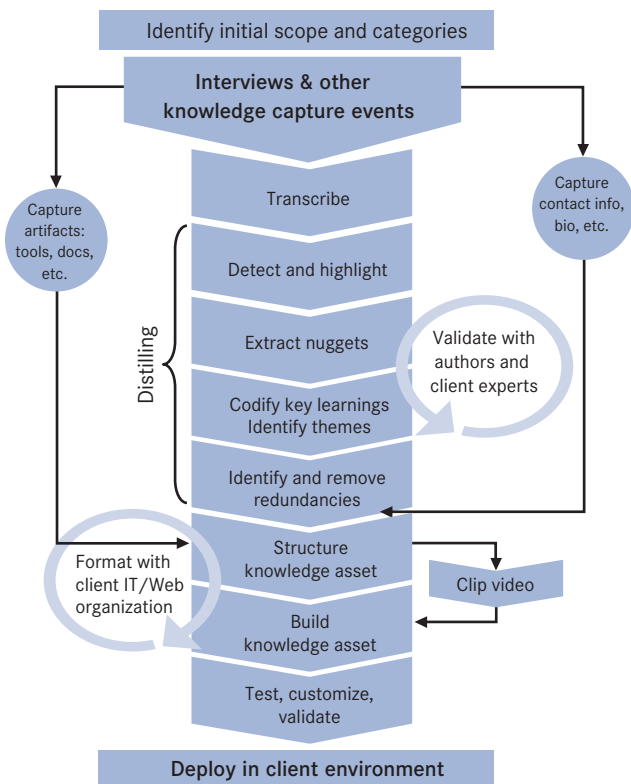 Identify initial scope and categories
Interviews & other
knowledge capture events
Transcribe
Capture
artifacts:
tools, docs,
etc.
Capture
contact info,
bio, etc.
Detect and highlight
Distilling
Extract nuggets
Validate with
authors and
client experts
Codify key learnings
Identify themes
Identify and remove
redundancies
Structure
knowledge asset
Format with
client IT/Web
organization
Clip video
Build
knowledge asset
Test, customize,
validate
Deploy in client environment